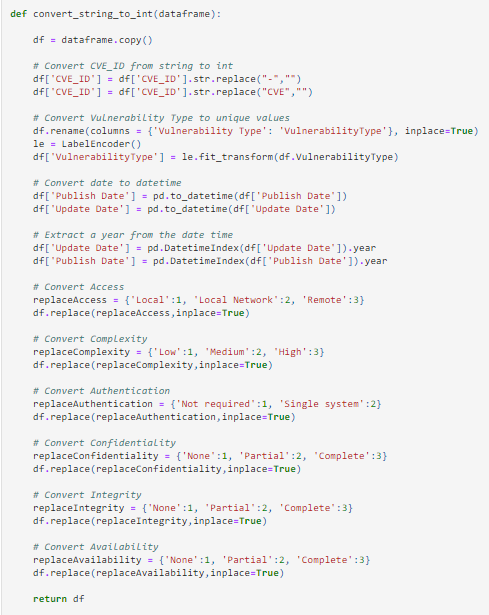 def convert_string_to_int(dataframe):
df = dataframe.copy()
# Convert CVE_ID from string to int
df['CVE_ID'] = df['CVE_ID'].str.replace("-","")
df['CVE_ID'] = df['CVE_ID'].str.replace("CVE","")
# Convert Vulnerability Type to unique values
df.rename(columns = {'Vulnerability Type': 'VulnerabilityType'}, inplace=True)
le = LabelEncoder()
df['VulnerabilityType'] = le.fit_transform(df.VulnerabilityType)
# Convert date to datetime
df['Publish Date'] = pd.to_datetime(df['Publish Date'])
df['Update Date'] = pd.to_datetime(df['Update Date'])
# Extract a year from the date time
df['Update Date'] = pd.DatetimeIndex(df['Update Date']).year
df['Publish Date'] = pd.DatetimeIndex(df['Publish Date']).year
# Convert Access
replaceAccess = {'Local':1, 'Local Network':2, 'Remote':3}
df.replace(replaceAccess,inplace=True)
# Convert Complexity
replaceComplexity = {'Low':1, 'Medium':2, 'High':3}
df.replace(replaceComplexity,inplace=True)
# Convert Authentication
replaceAuthentication = {'Not required':1, 'Single system':2}
df.replace(replaceAuthentication,inplace=True)
# Convert Confidentiality
replaceConfidentiality = {'None':1, 'Partial':2, 'Complete':3}
df.replace(replaceConfidentiality,inplace=True)
# Convert Integrity
replaceIntegrity = {'None':1, 'Partial':2, 'Complete':3}
df.replace(replaceIntegrity,inplace=True)
# Convert Availability
replaceAvailability = {'None':1, 'Partial':2, 'Complete':3}
df.replace(replaceAvailability,inplace=True)
return df